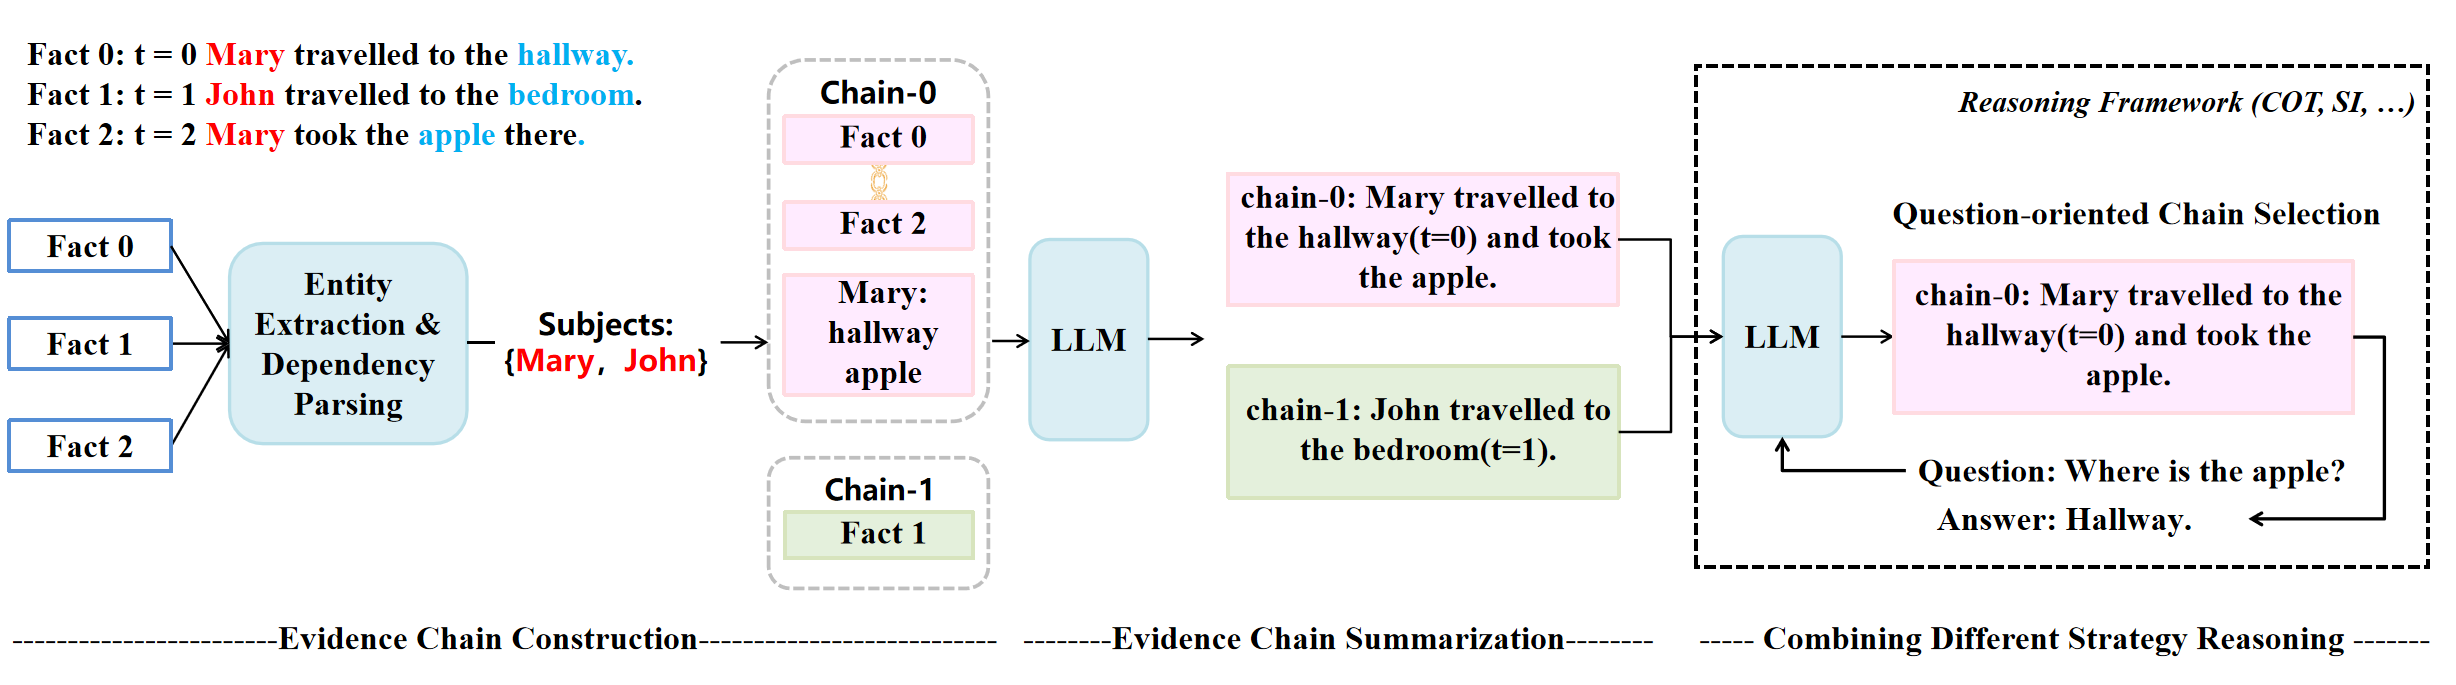 Fact 0: t = 0 Mary travelled to the hallway.
Fact 1: t = 1 John travelled to the bedroom.
Fact 2: t = 2 Mary took the apple there.
Fact 0
Fact 1
Fact 2
Entity
Extraction &
Dependency
Parsing
Subjects:
{Mary, John}
Chain-0
Fact 0
Fact 2
Mary:
hallway
apple
Chain-1
Fact 1
LLM
chain-0: Mary travelled to
the hallway(t=0) and took
the apple.
chain-1: John travelled to
the bedroom(t=1).
Reasoning Framework (COT, SI, …)
Question-oriented Chain Selection
LLM
chain-0: Mary travelled to the
hallway(t=0) and took the
apple.
Question: Where is the apple?
Answer: Hallway.
------------------------Evidence Chain Construction---------------------------
--------Evidence Chain Summarization--------
----- Combining Different Strategy Reasoning -------